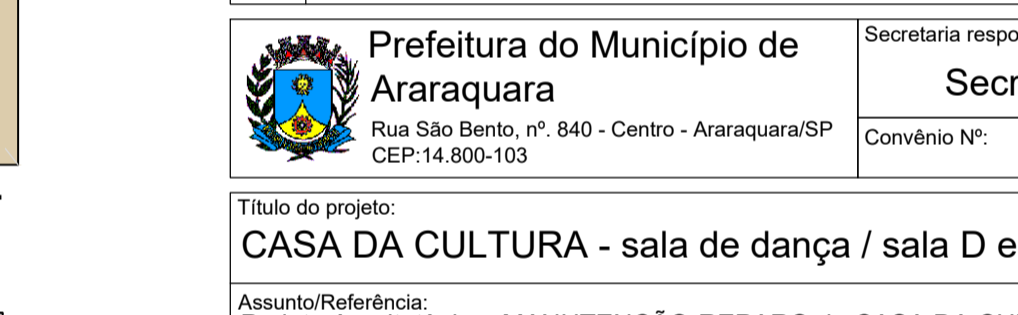 Prefeitura do Município de
Araraquara
Rua São Bento, nº. 840 - Centro - Araraquara/SP
CEP:14.800-103
Secretaria respo
Secr
Convênio Nº:
Título do projeto:
CASA DA CULTURA - sala de dança / sala D e
Assunto/Referência: